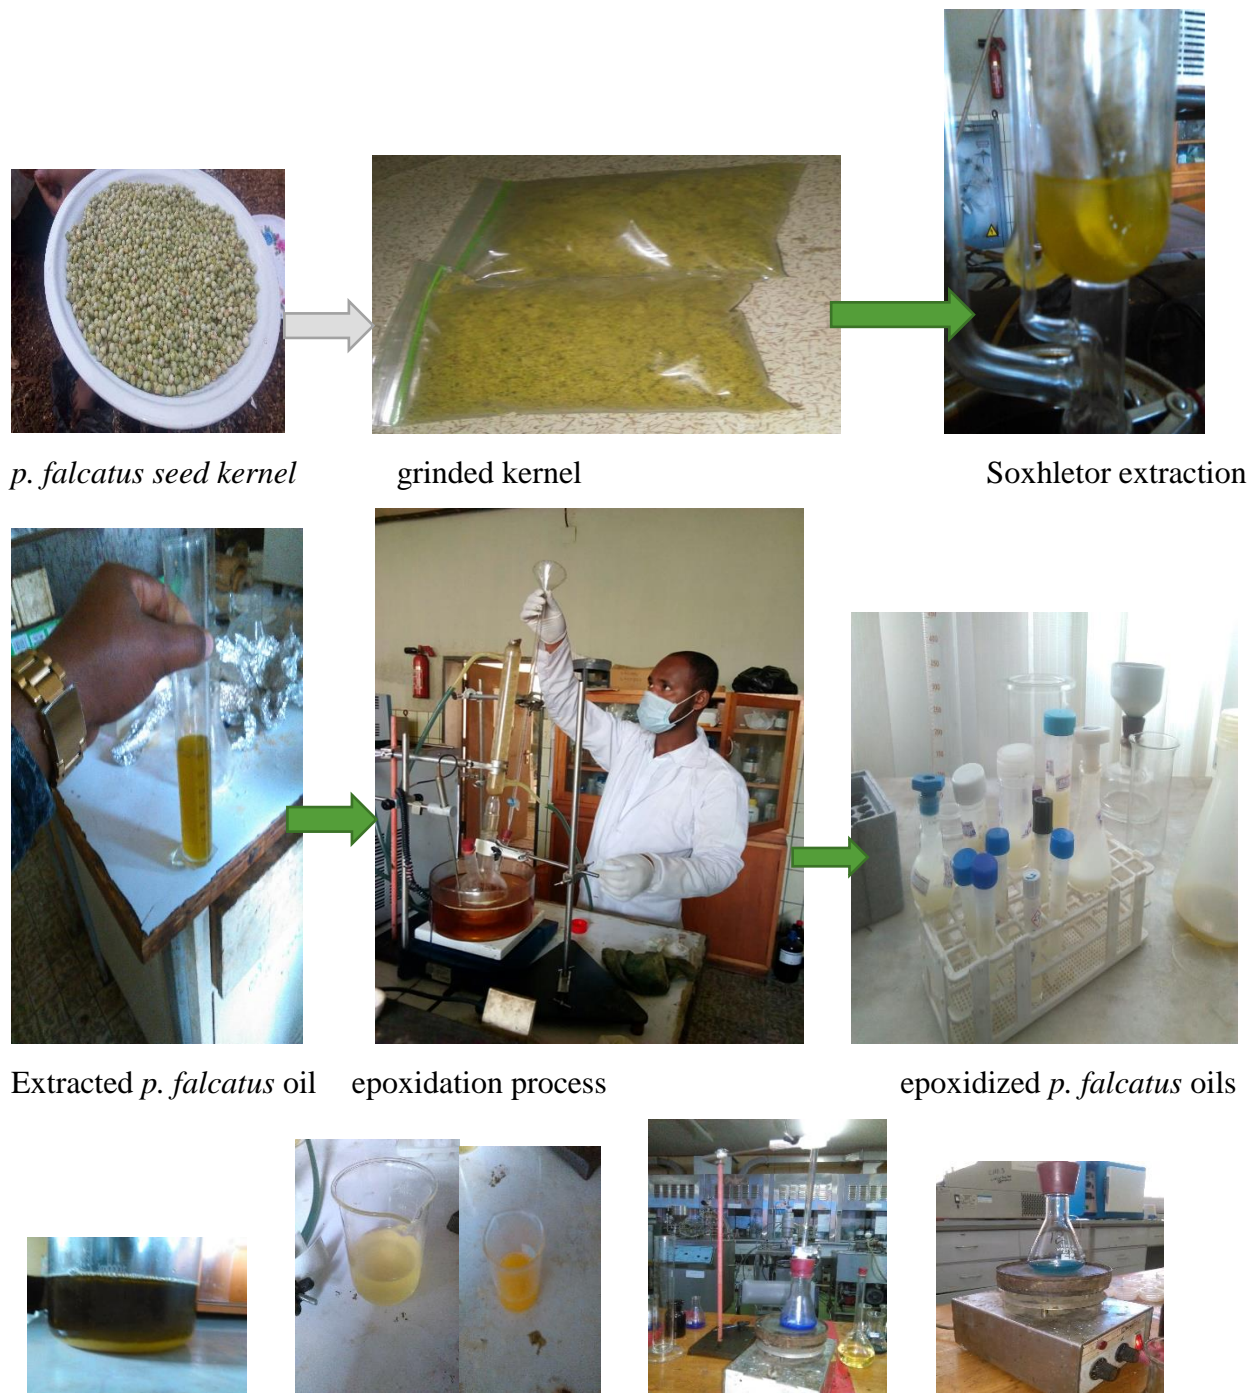 p. falcatus seed kernel grinded kernel Soxhletor extraction
Extracted p. falcatus oil epoxidation process epoxidized p. falcatus oils